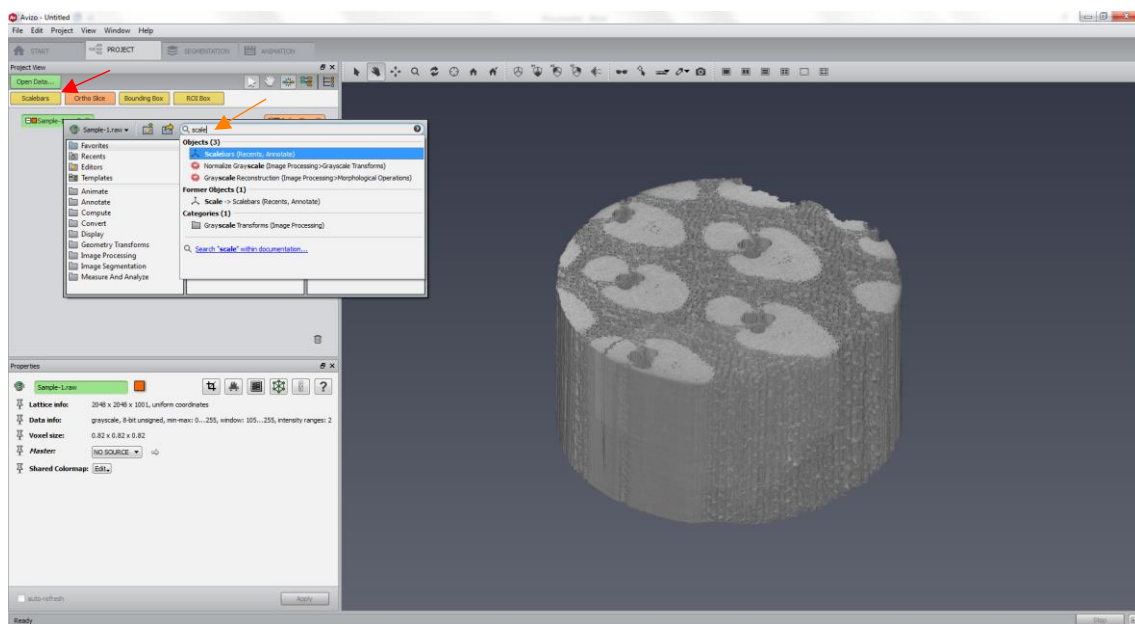 Avizo - Untitled
File Edit Project View Window Help
START PROJECT SEGMENTATION ANIMATION
Project View
Open Data...
Scalebars Ortho Slice Bounding Box ROI Box
Sample-1.raw scale
Favorites
Recents
Editors
Templates
Animate
Annotate
Compute
Convert
Display
Geometry Transforms
Image Processing
Image Segmentation
Measure And Analyze
Objects (3)
Scalebars (Recents, Annotate)
Normalize Grayscale (Image Processing>Grayscale Transforms)
Grayscale Reconstruction (Image Processing>Morphological Operations)
Former Objects (1)
Scale -> Scalebars (Recents, Annotate)
Categories (1)
Grayscale Transforms (Image Processing)
Search "scale" within documentation...
Properties
Sample-1.raw
Lattice info: 2048 x 2048 x 1001, uniform coordinates
Data info: grayscale, 8-bit unsigned, min-max: 0...255, window: 105...255, intensity ranges: 2
Voxel size: 0.82 x 0.82 x 0.82
Master: NO SOURCE
Shared Colormap: Edit
auto-refresh Apply
Ready Stop